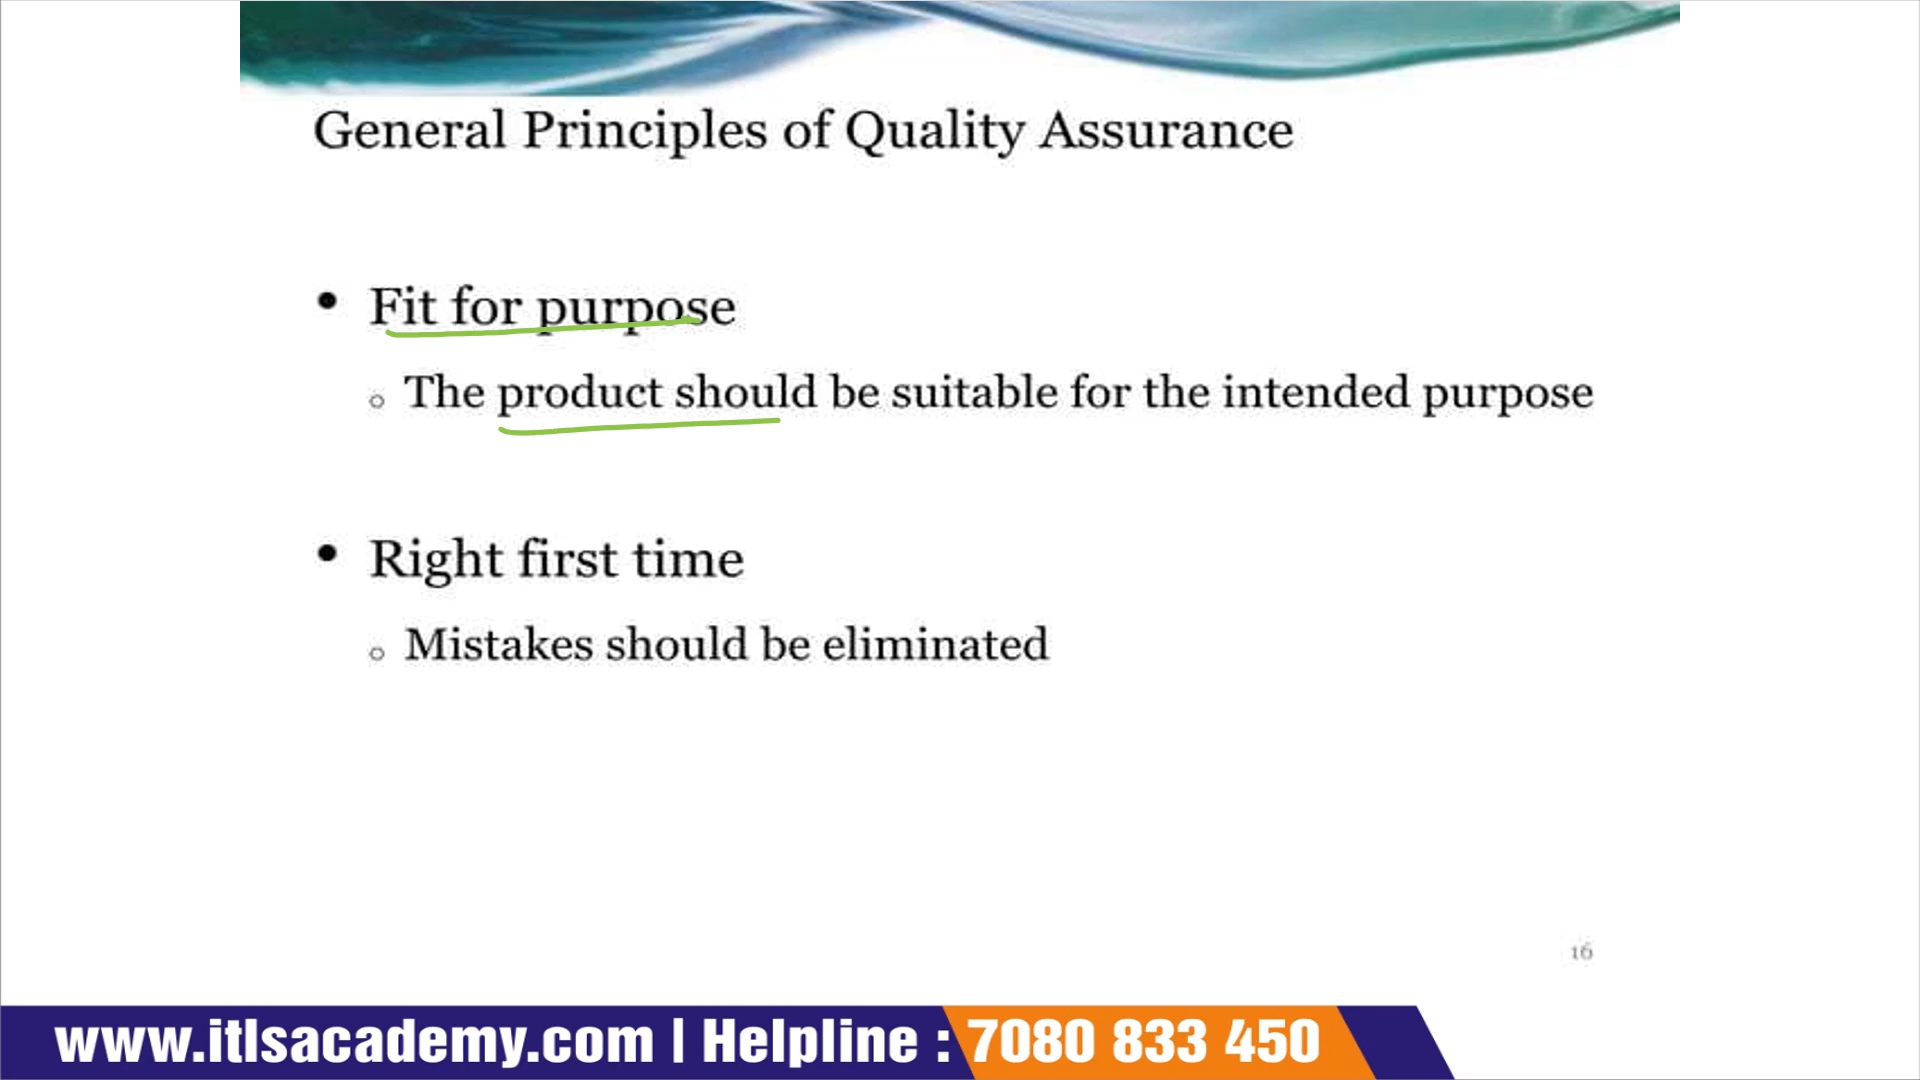 General Principles of Quality Assurance
• Fit for purpose
o The product should be suitable for the intended purpose
• Right first time
o Mistakes should be eliminated
16
www.itlsacademy.com | Helpline : 7080 833 450